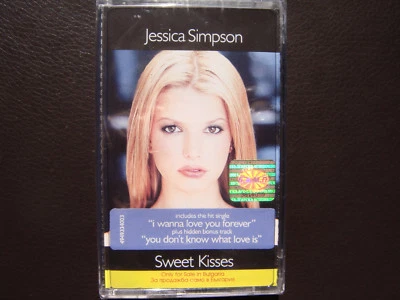 Jessica Simpson
includes the hit single
"i wanna love you forever"
plus hidden bonus track
"you don't know what love is"
Sweet Kisses
Only for Sale in Bulgaria
За продажба само в България